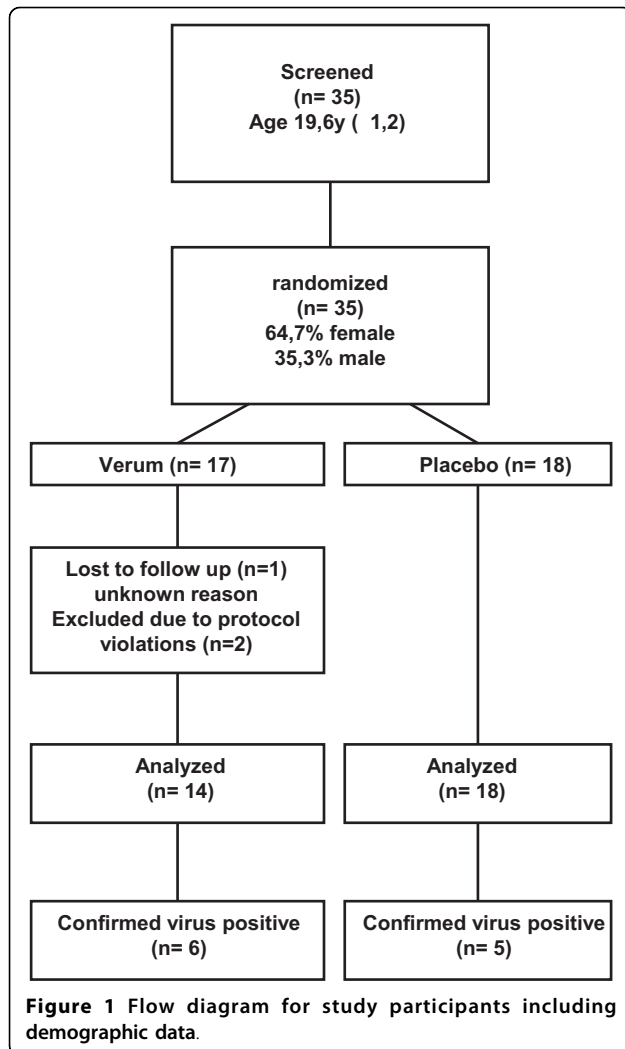 Screened
(n= 35)
Age 19,6y ( 1,2)
randomized
(n= 35)
64,7% female
35,3% male
Verum (n= 17)
Placebo (n= 18)
Lost to follow up (n=1)
unknown reason
Excluded due to protocol
violations (n=2)
Analyzed
(n= 14)
Analyzed
(n= 18)
Confirmed virus positive
(n= 6)
Confirmed virus positive
(n= 5)
Figure 1 Flow diagram for study participants including
demographic data.